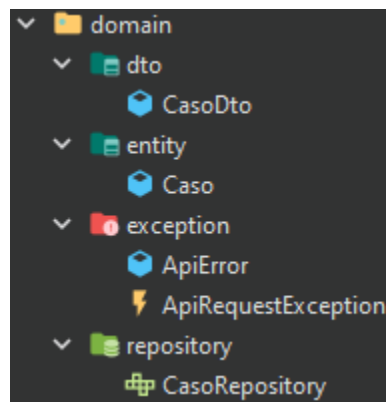 domain
dto
CasoDto
entity
Caso
exception
ApiError
ApiRequestException
repository
CasoRepository